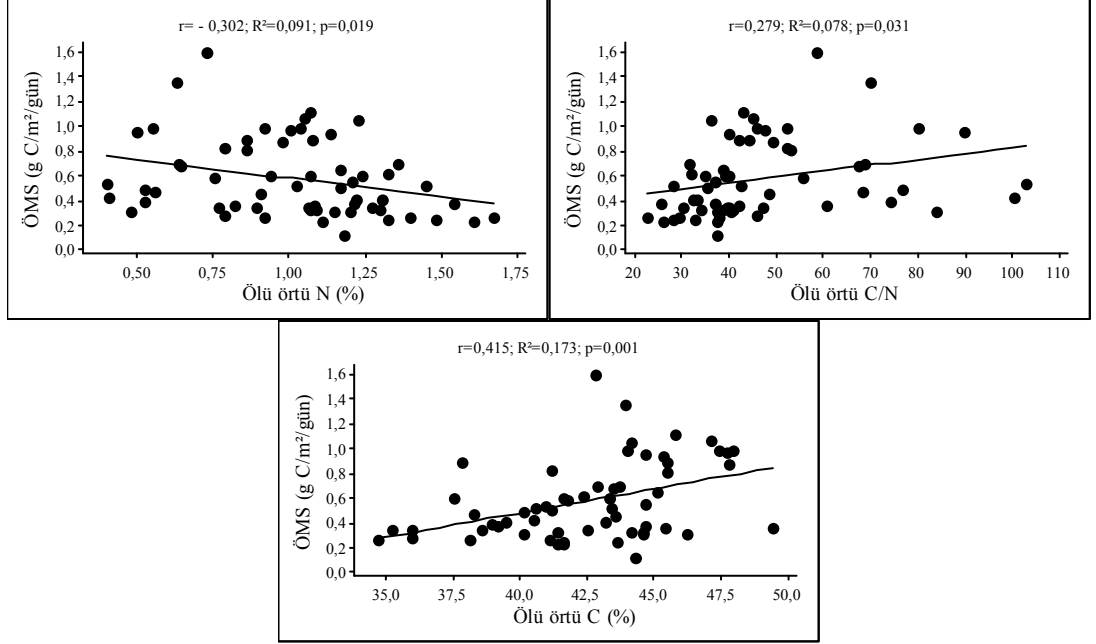 r= - 0,302; R²=0,091; p=0,019
ÖMS (g C/m²/gün)
1,6
1,4
1,2
1,0
0,8
0,6
0,4
0,2
0,0
0,50 0,75 1,00 1,25 1,50 1,75
Ölü örtü N (%)
r=0,279; R²=0,078; p=0,031
ÖMS (g C/m²/gün)
1,6
1,4
1,2
1,0
0,8
0,6
0,4
0,2
0,0
20 30 40 50 60 70 80 90 100 110
Ölü örtü C/N
r=0,415; R²=0,173; p=0,001
ÖMS (g C/m²/gün)
1,6
1,4
1,2
1,0
0,8
0,6
0,4
0,2
0,0
35,0 37,5 40,0 42,5 45,0 47,5 50,0
Ölü örtü C (%)